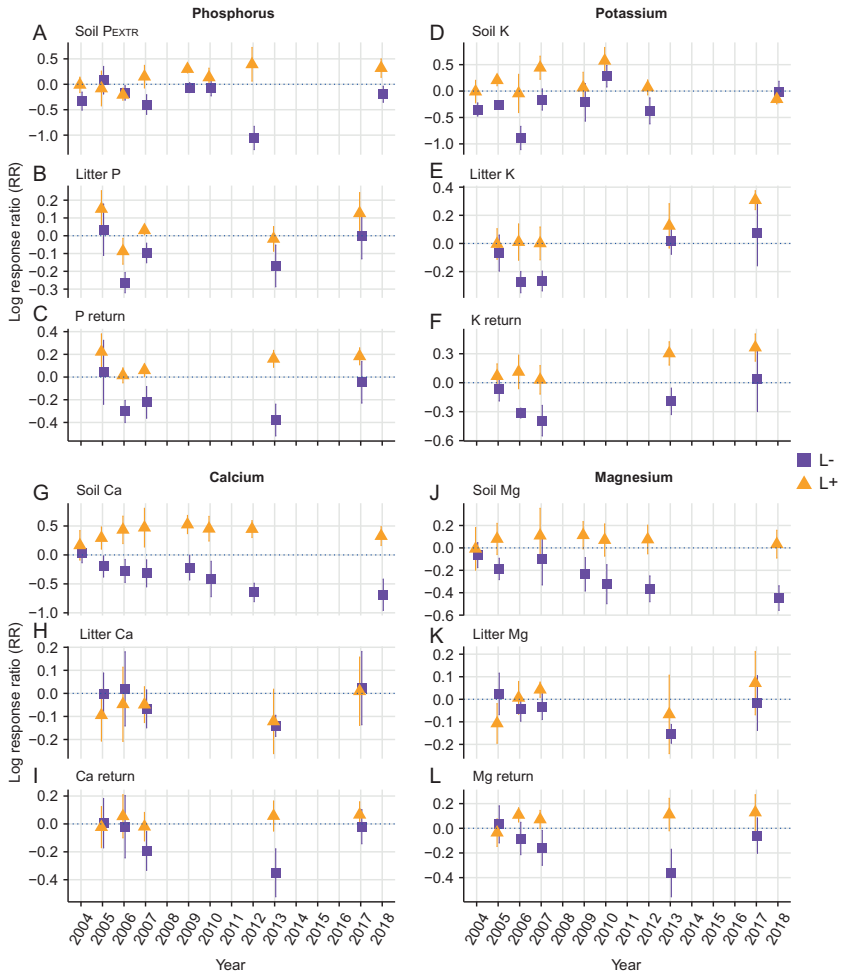 Phosphorus
A
Soil PEXTR
0.5
0.0
−0.5
−1.0
B
Litter P
0.2
0.1
0.0
−0.1
−0.2
−0.3
C
P return
0.4
0.2
0.0
−0.2
−0.4
Log response ratio (RR)
Potassium
D
Soil K
0.5
0.0
−0.5
−1.0
E
Litter K
0.4
0.2
0.0
−0.2
F
K return
0.3
0.0
−0.3
−0.6
L-
L+
Calcium
G
Soil Ca
0.5
0.0
−0.5
−1.0
H
Litter Ca
0.2
0.1
0.0
−0.1
−0.2
I
Ca return
0.2
0.0
−0.2
−0.4
Log response ratio (RR)
2004 2005 2006 2007 2008 2009 2010 2011 2012 2013 2014 2015 2016 2017 2018
Year
Magnesium
J
Soil Mg
0.4
0.2
0.0
−0.2
−0.4
−0.6
K
Litter Mg
0.2
0.1
0.0
−0.1
−0.2
L
Mg return
0.2
0.0
−0.2
−0.4
2004 2005 2006 2007 2008 2009 2010 2011 2012 2013 2014 2015 2016 2017 2018
Year